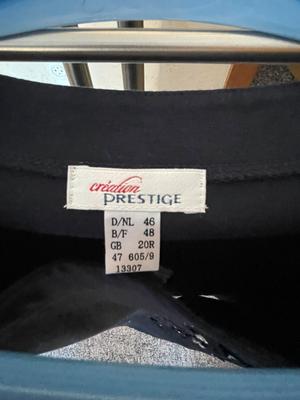 création
PRESTIGE
D/NL 46
B/F 48
GB 20R
47 605/9
13307